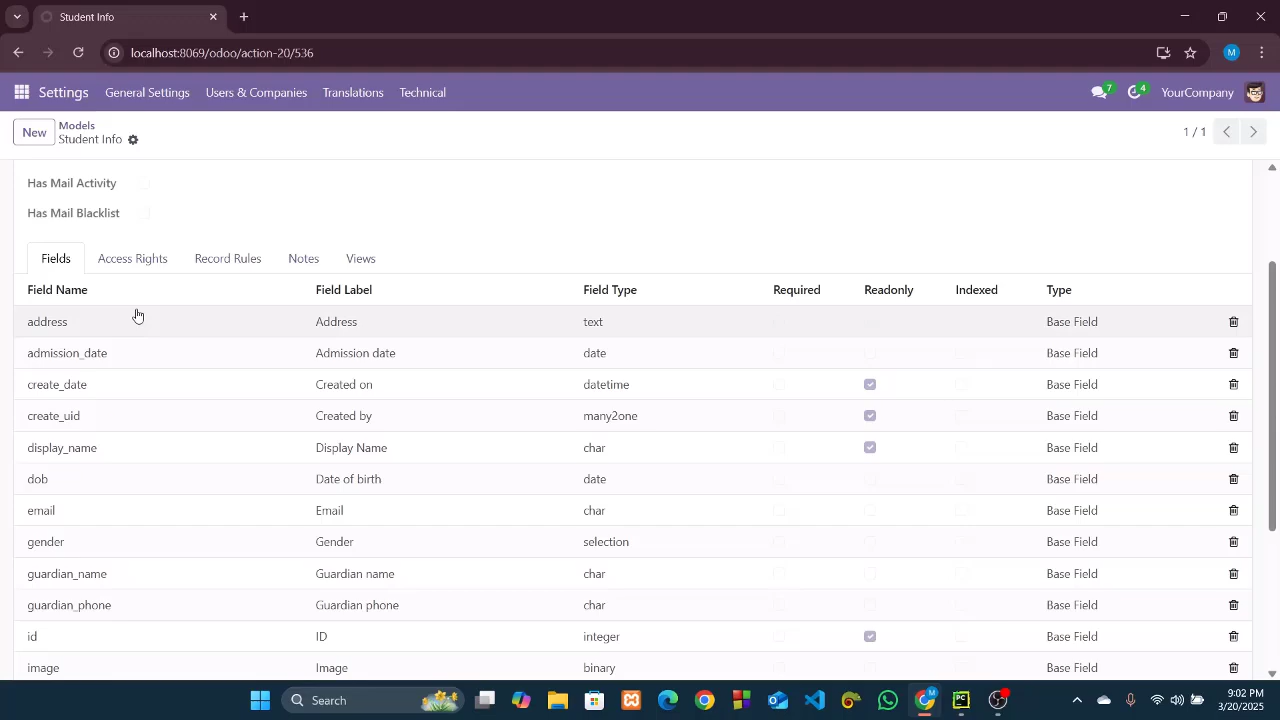 Student Info
localhost:8069/odoo/action-20/536
M
Settings General Settings Users & Companies Translations Technical 7 4 YourCompany
New Models
Student Info 1 / 1
Has Mail Activity
Has Mail Blacklist
Fields Access Rights Record Rules Notes Views
Field Name Field Label Field Type Required Readonly Indexed Type
address Address text Base Field
admission_date Admission date date Base Field
create_date Created on datetime Base Field
create_uid Created by many2one Base Field
display_name Display Name char Base Field
dob Date of birth date Base Field
email Email char Base Field
gender Gender selection Base Field
guardian_name Guardian name char Base Field
guardian_phone Guardian phone char Base Field
id ID integer Base Field
image Image binary Base Field
Search M PC 9:02 PM
3/20/2025